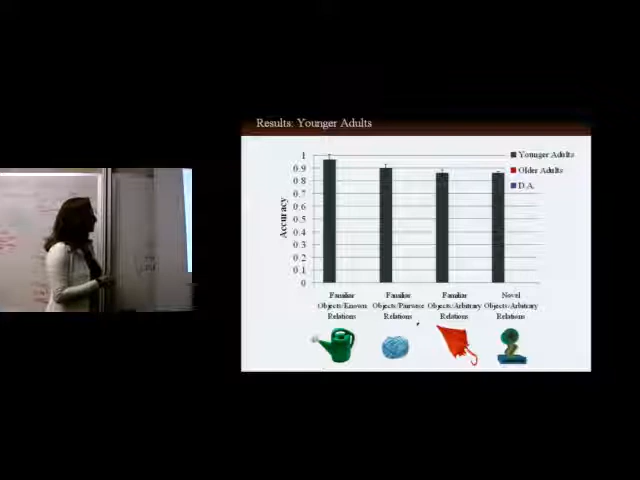 Results: Younger Adults
1
0.9
0.8
0.7
0.6
0.5
0.4
0.3
0.2
0.1
0
Accuracy
Younger Adults
Older Adults
D.A.
Familiar
Objects/Known
Relations
Familiar
Objects/Pairwise
Relations
Familiar
Objects/Arbitrary
Relations
Novel
Objects/Arbitrary
Relations